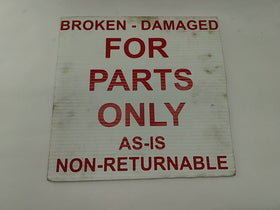 BROKEN - DAMAGED
FOR
PARTS
ONLY
AS-IS
NON-RETURNABLE